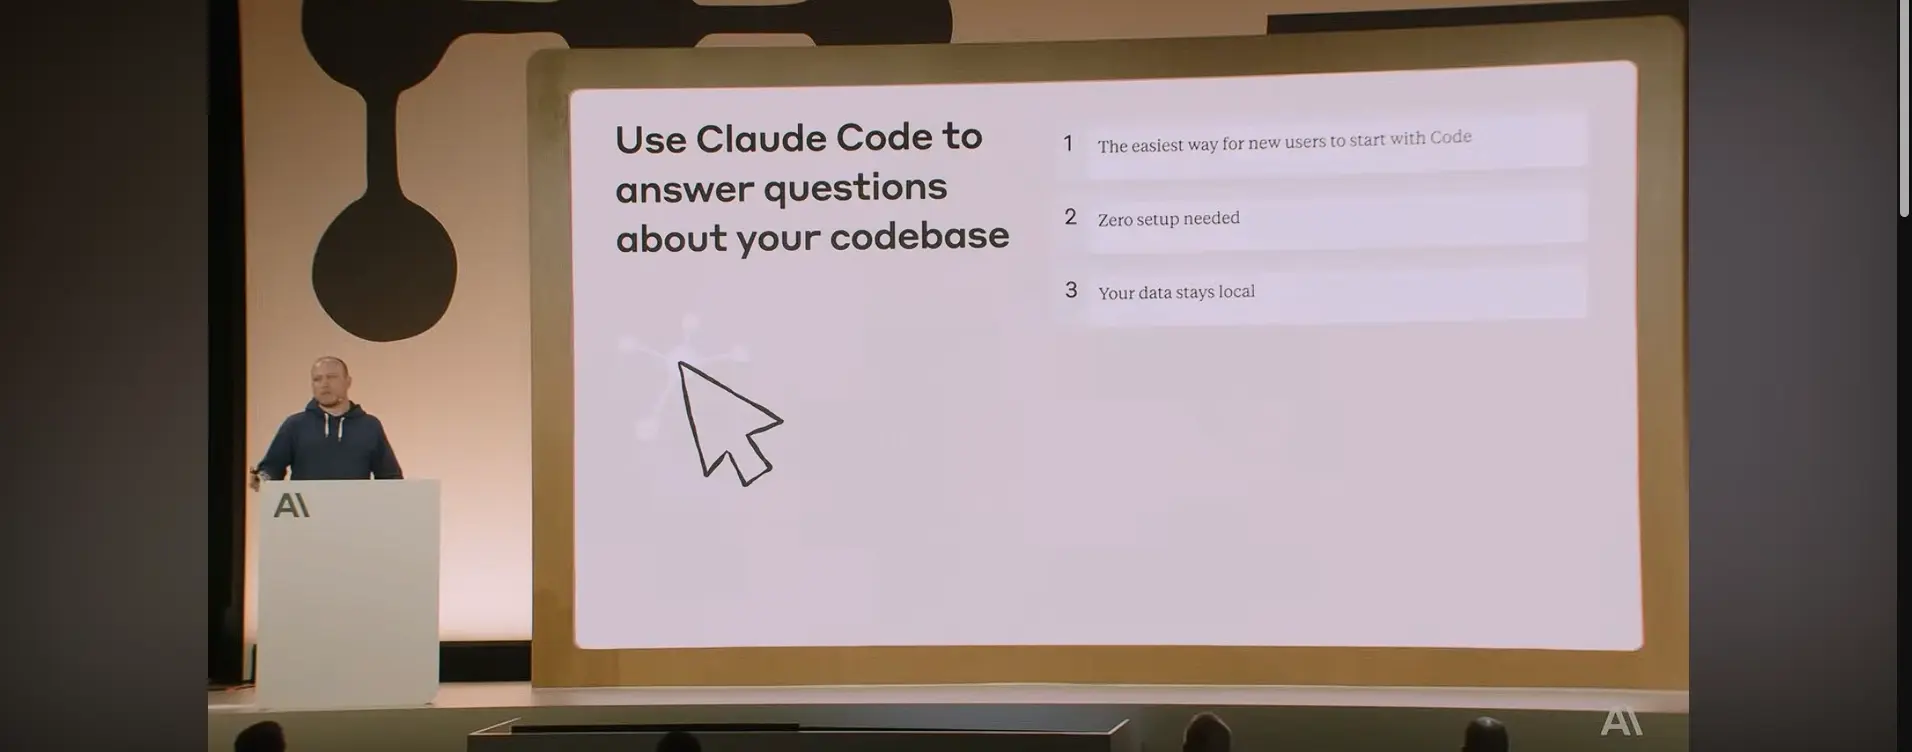 Use Claude Code to
answer questions
about your codebase
1 The easiest way for new users to start with Code
2 Zero setup needed
3 Your data stays local
A\
A\